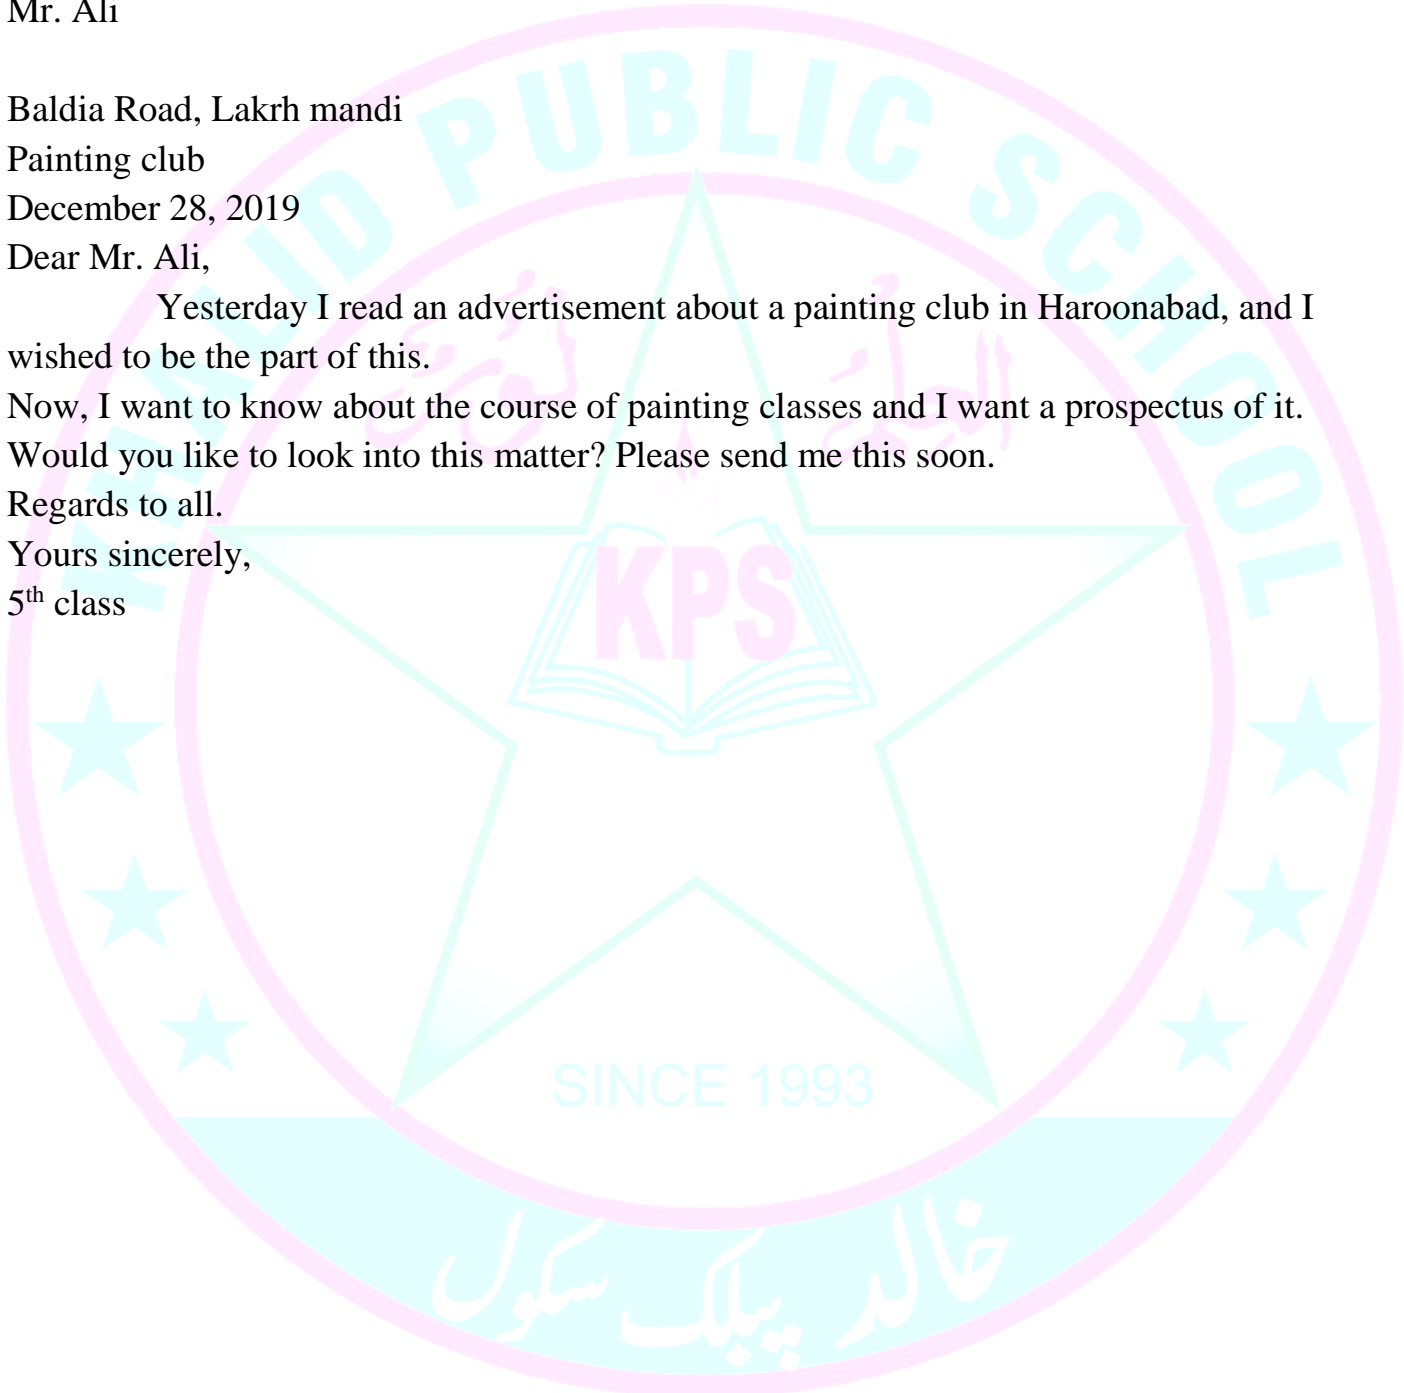 Mr. Ali
Baldia Road, Lakrh mandi
Painting club
December 28, 2019
Dear Mr. Ali,
Yesterday I read an advertisement about a painting club in Haroonabad, and I
wished to be the part of this.
Now, I want to know about the course of painting classes and I want a prospectus of it.
Would you like to look into this matter? Please send me this soon.
Regards to all.
Yours sincerely,
5th class
KHALID PUBLIC SCHOOL
العلم نور
KPS
SINCE 1993
خالد پبلک سکول